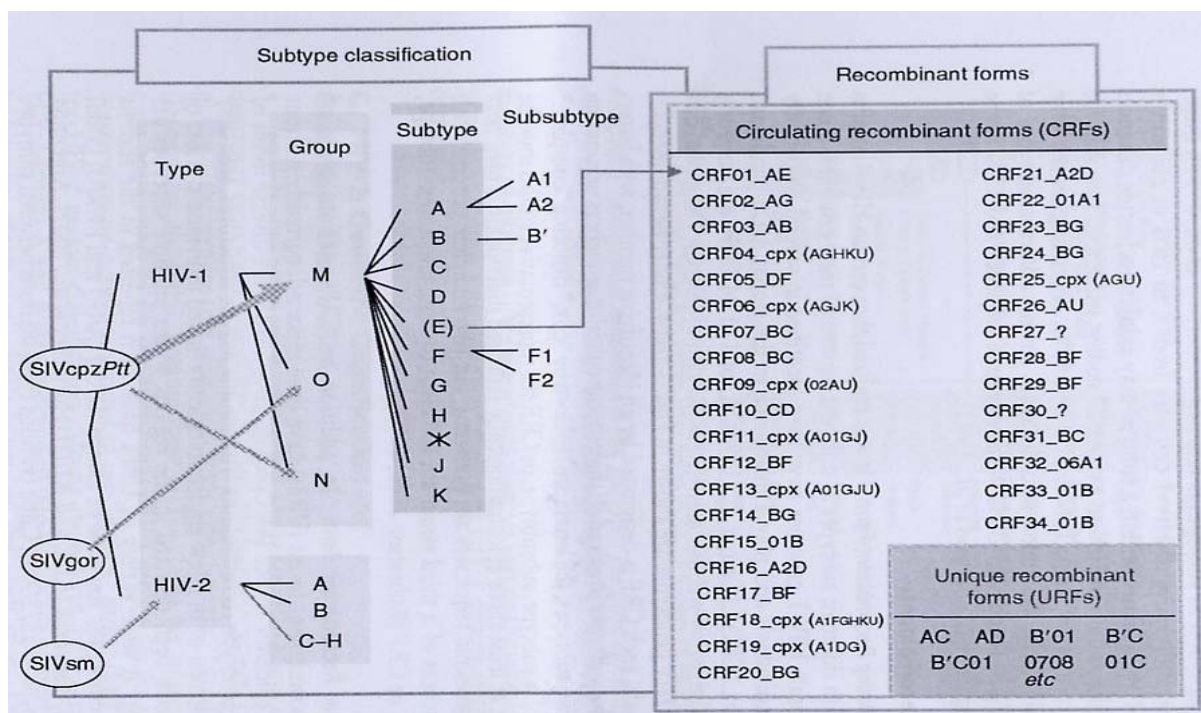 Subtype classification
Type
Group
Subtype
Subsubtype
SIVcpzPtt
SIVgor
SIVsm
HIV-1
HIV-2
M
O
N
A
B
C–H
A
B
C
D
(E)
F
G
H
J
K
A1
A2
B′
F1
F2
Recombinant forms
Circulating recombinant forms (CRFs)
CRF01_AE
CRF02_AG
CRF03_AB
CRF04_cpx (AGHKU)
CRF05_DF
CRF06_cpx (AGJK)
CRF07_BC
CRF08_BC
CRF09_cpx (02AU)
CRF10_CD
CRF11_cpx (A01GJ)
CRF12_BF
CRF13_cpx (A01GJU)
CRF14_BG
CRF15_01B
CRF16_A2D
CRF17_BF
CRF18_cpx (A1FGHKU)
CRF19_cpx (A1DG)
CRF20_BG
CRF21_A2D
CRF22_01A1
CRF23_BG
CRF24_BG
CRF25_cpx (AGU)
CRF26_AU
CRF27_?
CRF28_BF
CRF29_BF
CRF30_?
CRF31_BC
CRF32_06A1
CRF33_01B
CRF34_01B
Unique recombinant
forms (URFs)
AC AD B′01 B′C
B′C01 0708 01C
etc